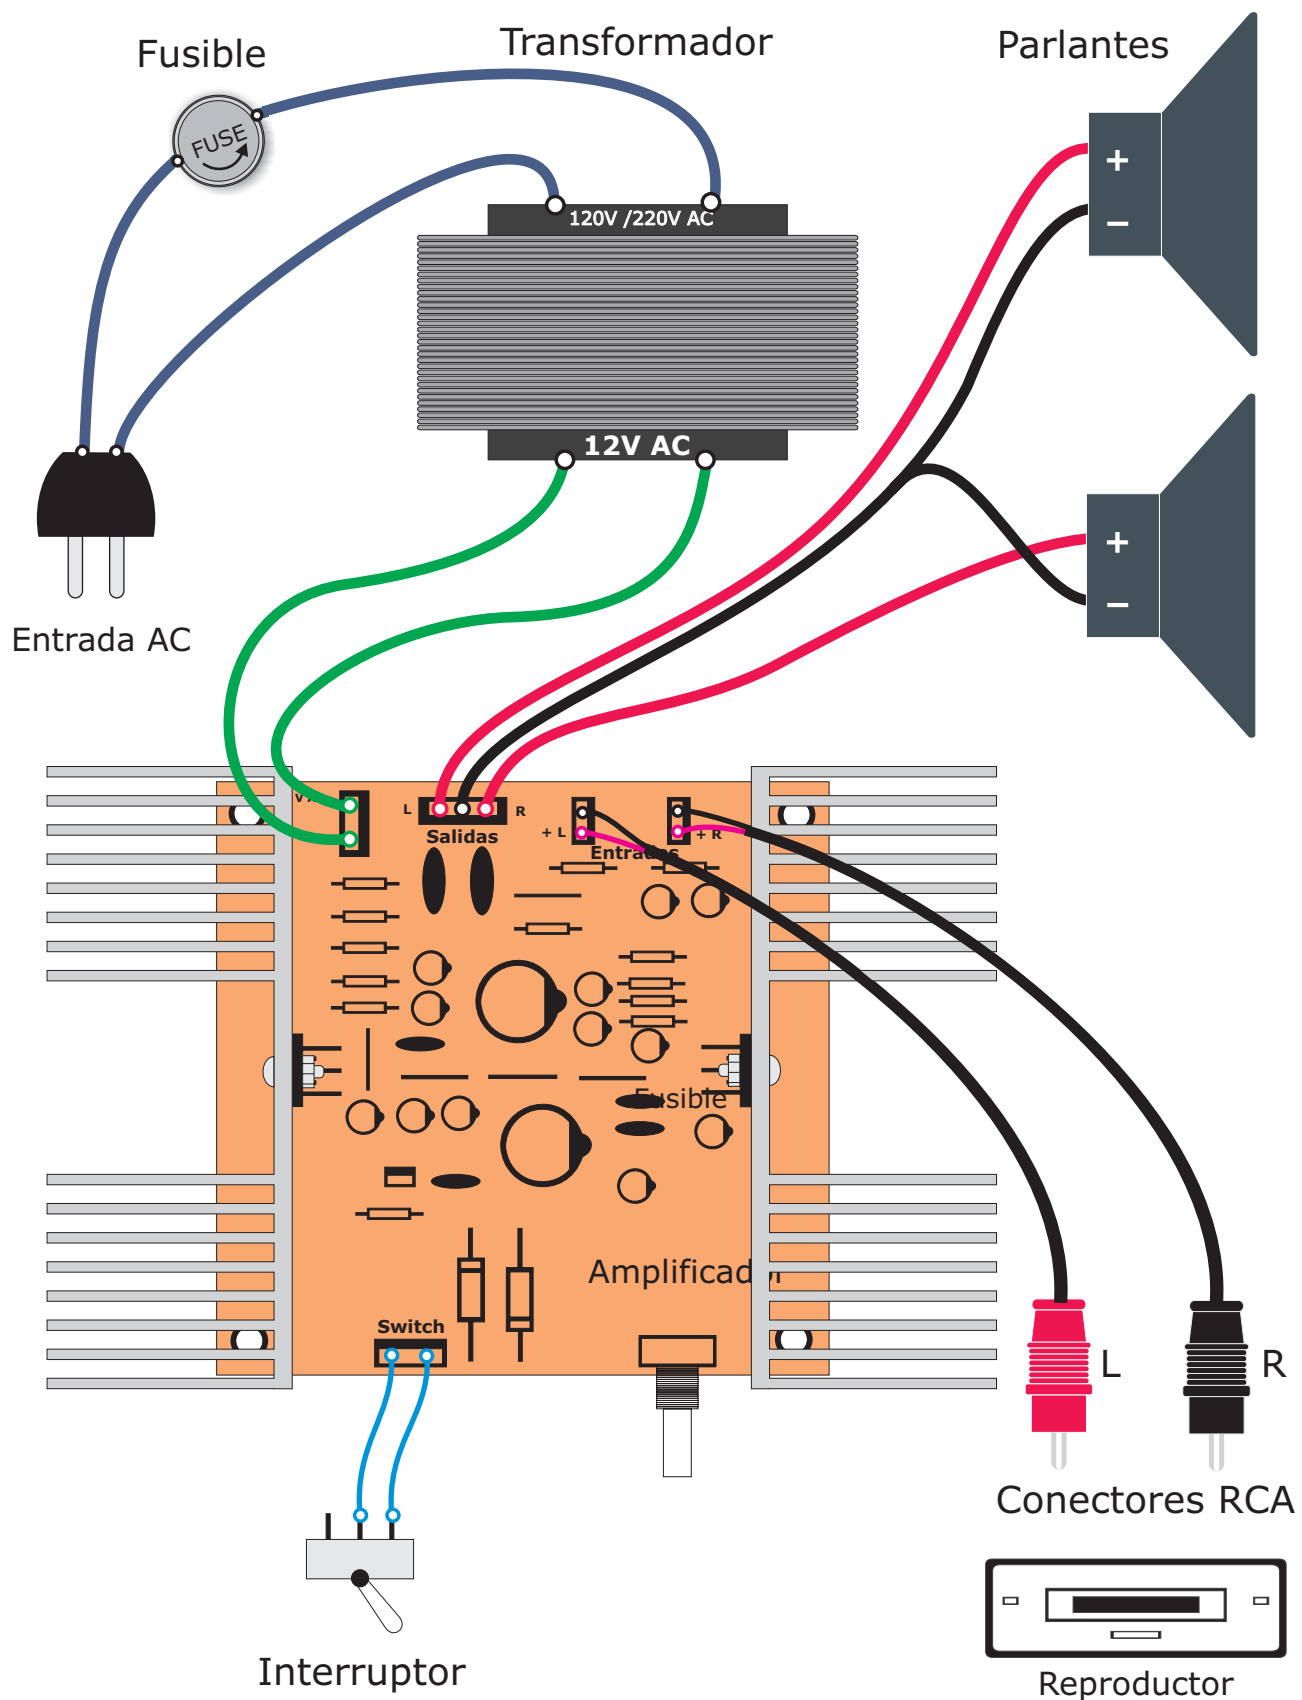 Fusible
Transformador
Parlantes
FUSE
120V /220V AC
+
−
12V AC
+
−
Entrada AC
L
R
Salidas
+ L
+ R
Entradas
Fusible
Amplificador
Switch
L
R
Conectores RCA
Interruptor
Reproductor